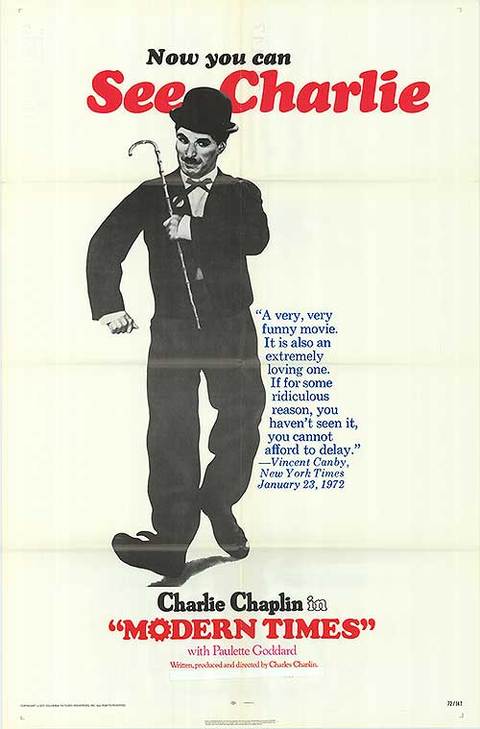 Now you can
See Charlie
“A very, very
funny movie.
It is also an
extremely
loving one.
If for some
ridiculous
reason, you
haven't seen it,
you cannot
afford to delay.”
—Vincent Canby,
New York Times
January 23, 1972
Charlie Chaplin in
“MODERN TIMES”
with Paulette Goddard
Written, produced and directed by Charles Chaplin.
72/141